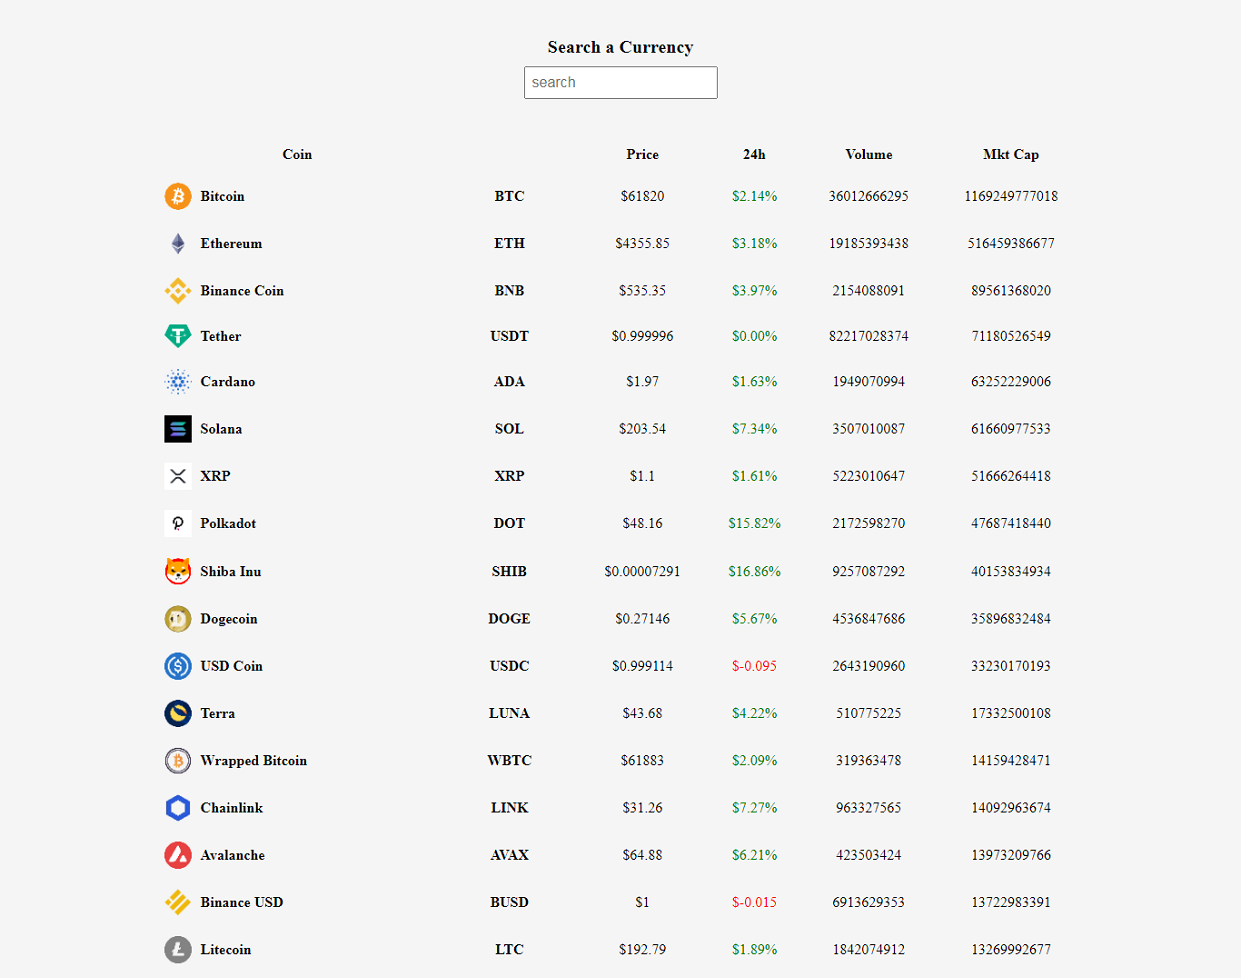 Search a Currency
search
Coin Price 24h Volume Mkt Cap
Bitcoin BTC $61820 $2.14% 36012666295 1169249777018
Ethereum ETH $4355.85 $3.18% 19185393438 516459386677
Binance Coin BNB $535.35 $3.97% 2154088091 89561368020
Tether USDT $0.999996 $0.00% 82217028374 71180526549
Cardano ADA $1.97 $1.63% 1949070994 63252229006
Solana SOL $203.54 $7.34% 3507010087 61660977533
XRP XRP $1.1 $1.61% 5223010647 51666264418
Polkadot DOT $48.16 $15.82% 2172598270 47687418440
Shiba Inu SHIB $0.00007291 $16.86% 9257087292 40153834934
Dogecoin DOGE $0.27146 $5.67% 4536847686 35896832484
USD Coin USDC $0.999114 $-0.095 2643190960 33230170193
Terra LUNA $43.68 $4.22% 510775225 17332500108
Wrapped Bitcoin WBTC $61883 $2.09% 319363478 14159428471
Chainlink LINK $31.26 $7.27% 963327565 14092963674
Avalanche AVAX $64.88 $6.21% 423503424 13973209766
Binance USD BUSD $1 $-0.015 6913629353 13722983391
Litecoin LTC $192.79 $1.89% 1842074912 13269992677